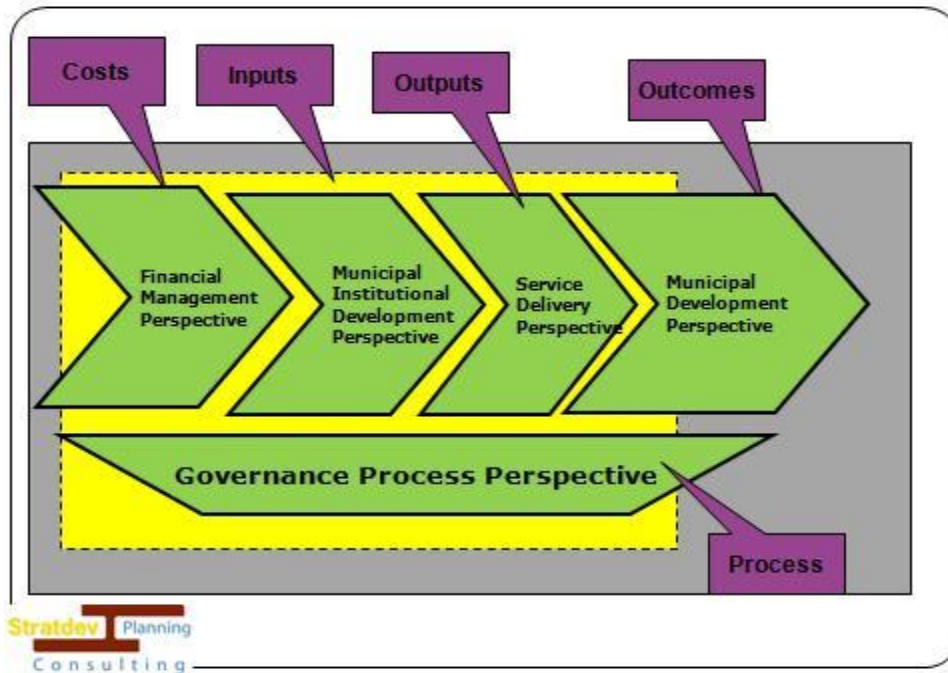 Costs
Inputs
Outputs
Outcomes
Financial
Management
Perspective
Municipal
Institutional
Development
Perspective
Service
Delivery
Perspective
Municipal
Development
Perspective
Governance Process Perspective
Process
Stratdev Planning
Consulting